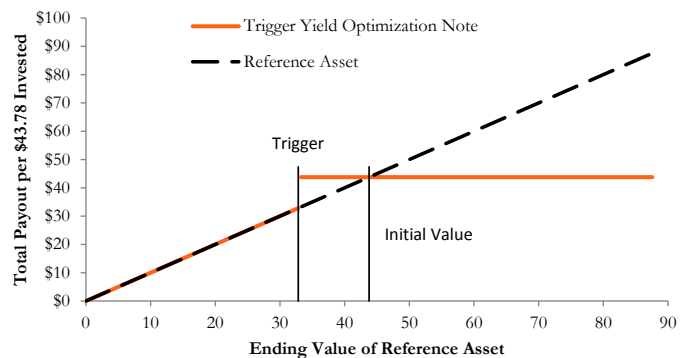 $100
$90
$80
$70
$60
$50
$40
$30
$20
$10
$0
Total Payout per $43.78 Invested
Trigger Yield Optimization Note
Reference Asset
Trigger
Initial Value
0 10 20 30 40 50 60 70 80 90
Ending Value of Reference Asset